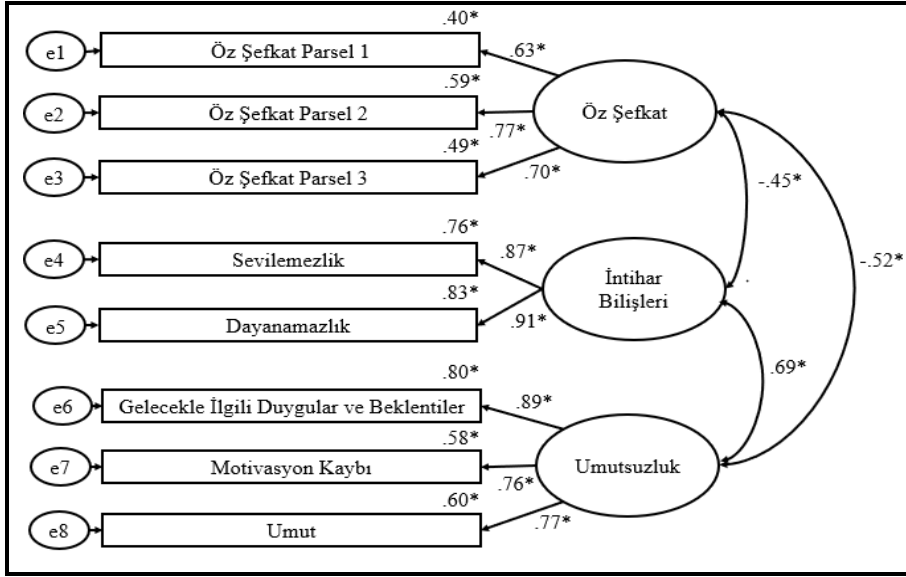 .40*
e1
Öz Şefkat Parsel 1
.63*
.59*
e2
Öz Şefkat Parsel 2
.77*
Öz Şefkat
.49*
e3
Öz Şefkat Parsel 3
.70*
-.45*
.76*
e4
Sevilemezlik
.87*
İntihar
Bilişleri
-.52*
.83*
e5
Dayanamazlık
.91*
.69*
.80*
e6
Gelecekle İlgili Duygular ve Beklentiler
.89*
.58*
e7
Motivasyon Kaybı
.76*
Umutsuzluk
.60*
e8
Umut
.77*